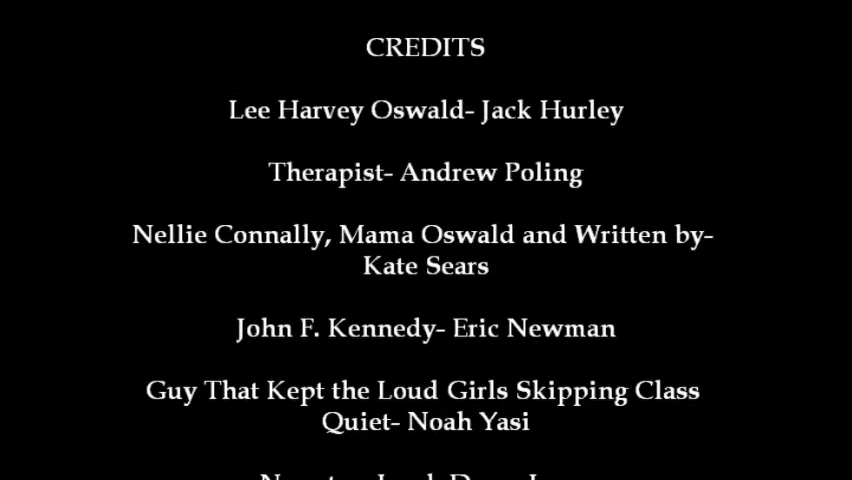 CREDITS
Lee Harvey Oswald- Jack Hurley
Therapist- Andrew Poling
Nellie Connally, Mama Oswald and Written by-
Kate Sears
John F. Kennedy- Eric Newman
Guy That Kept the Loud Girls Skipping Class
Quiet- Noah Yasi